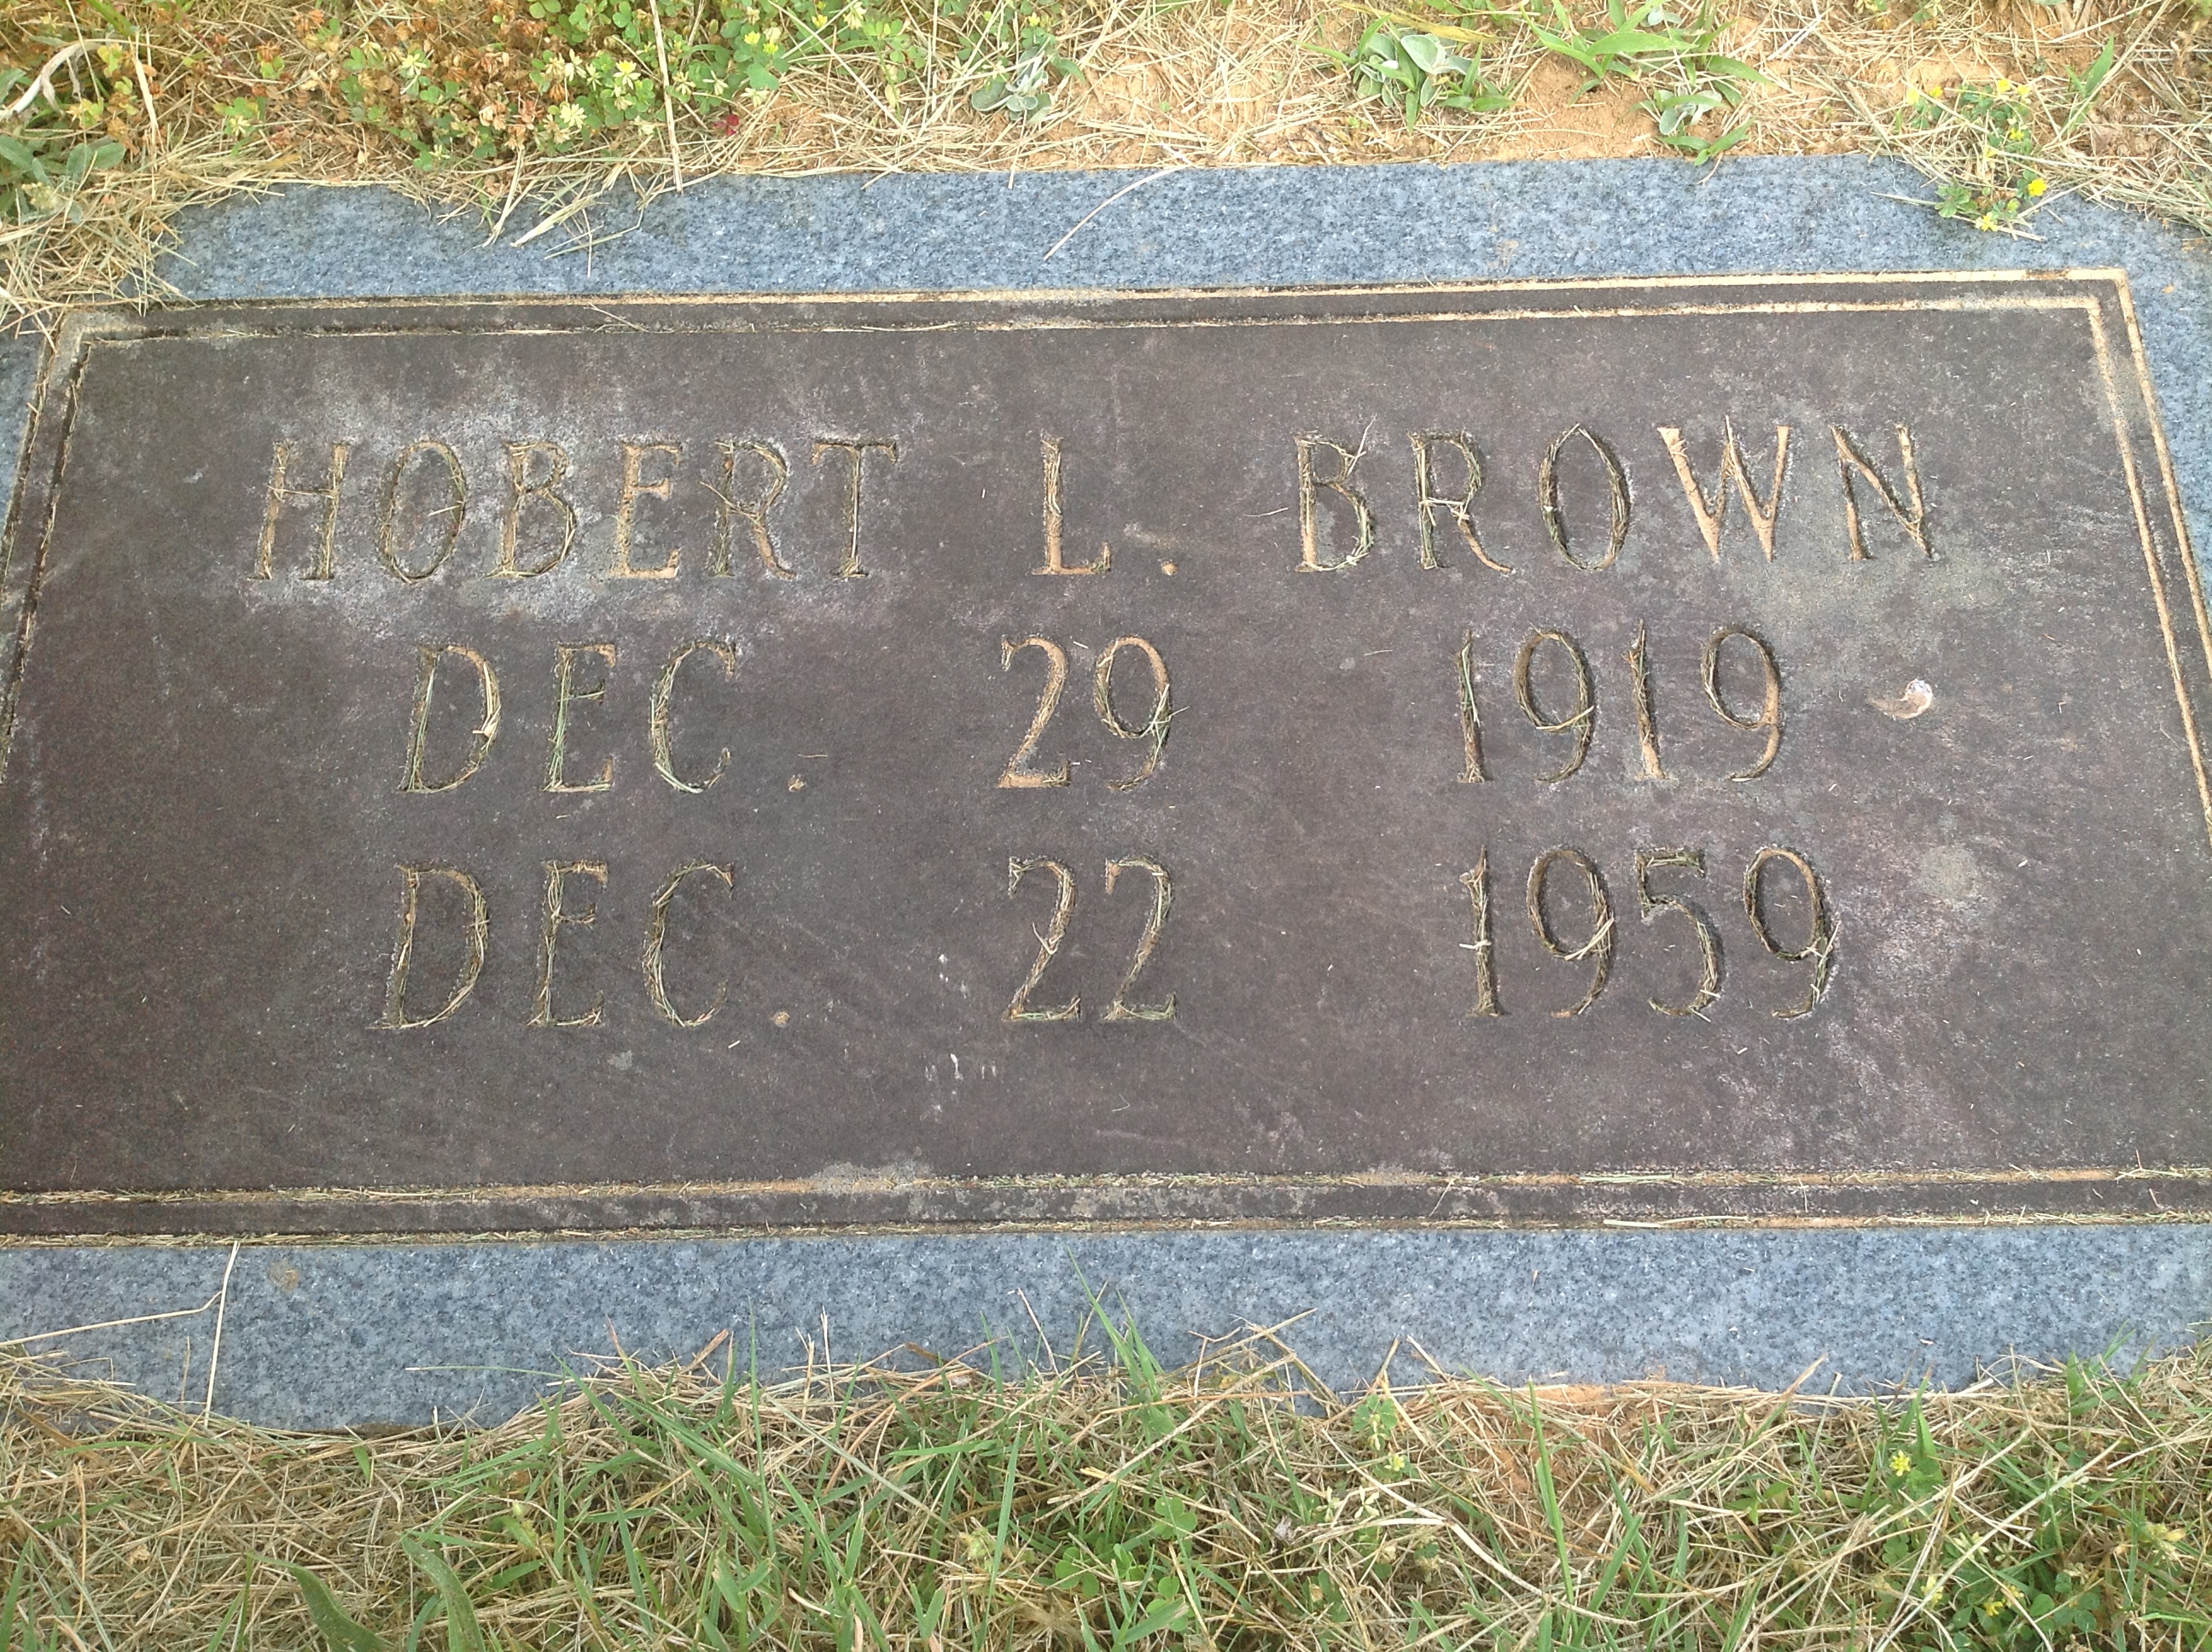 HOBERT L. BROWN
DEC. 29 1919
DEC. 22 1959